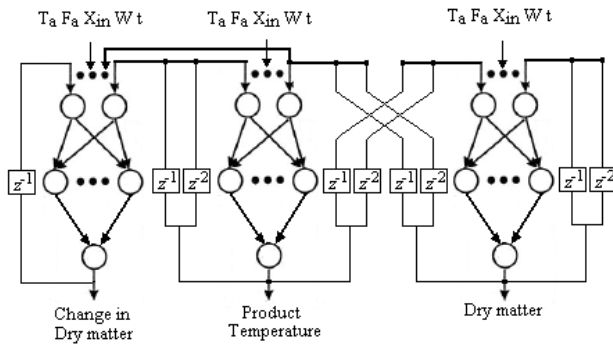 Ta Fa Xin W t
Ta Fa Xin W t
Ta Fa Xin W t
z-1
z-1
z-2
z-1
z-2
z-1
z-2
z-1
z-2
Change in
Dry matter
Product
Temperature
Dry matter